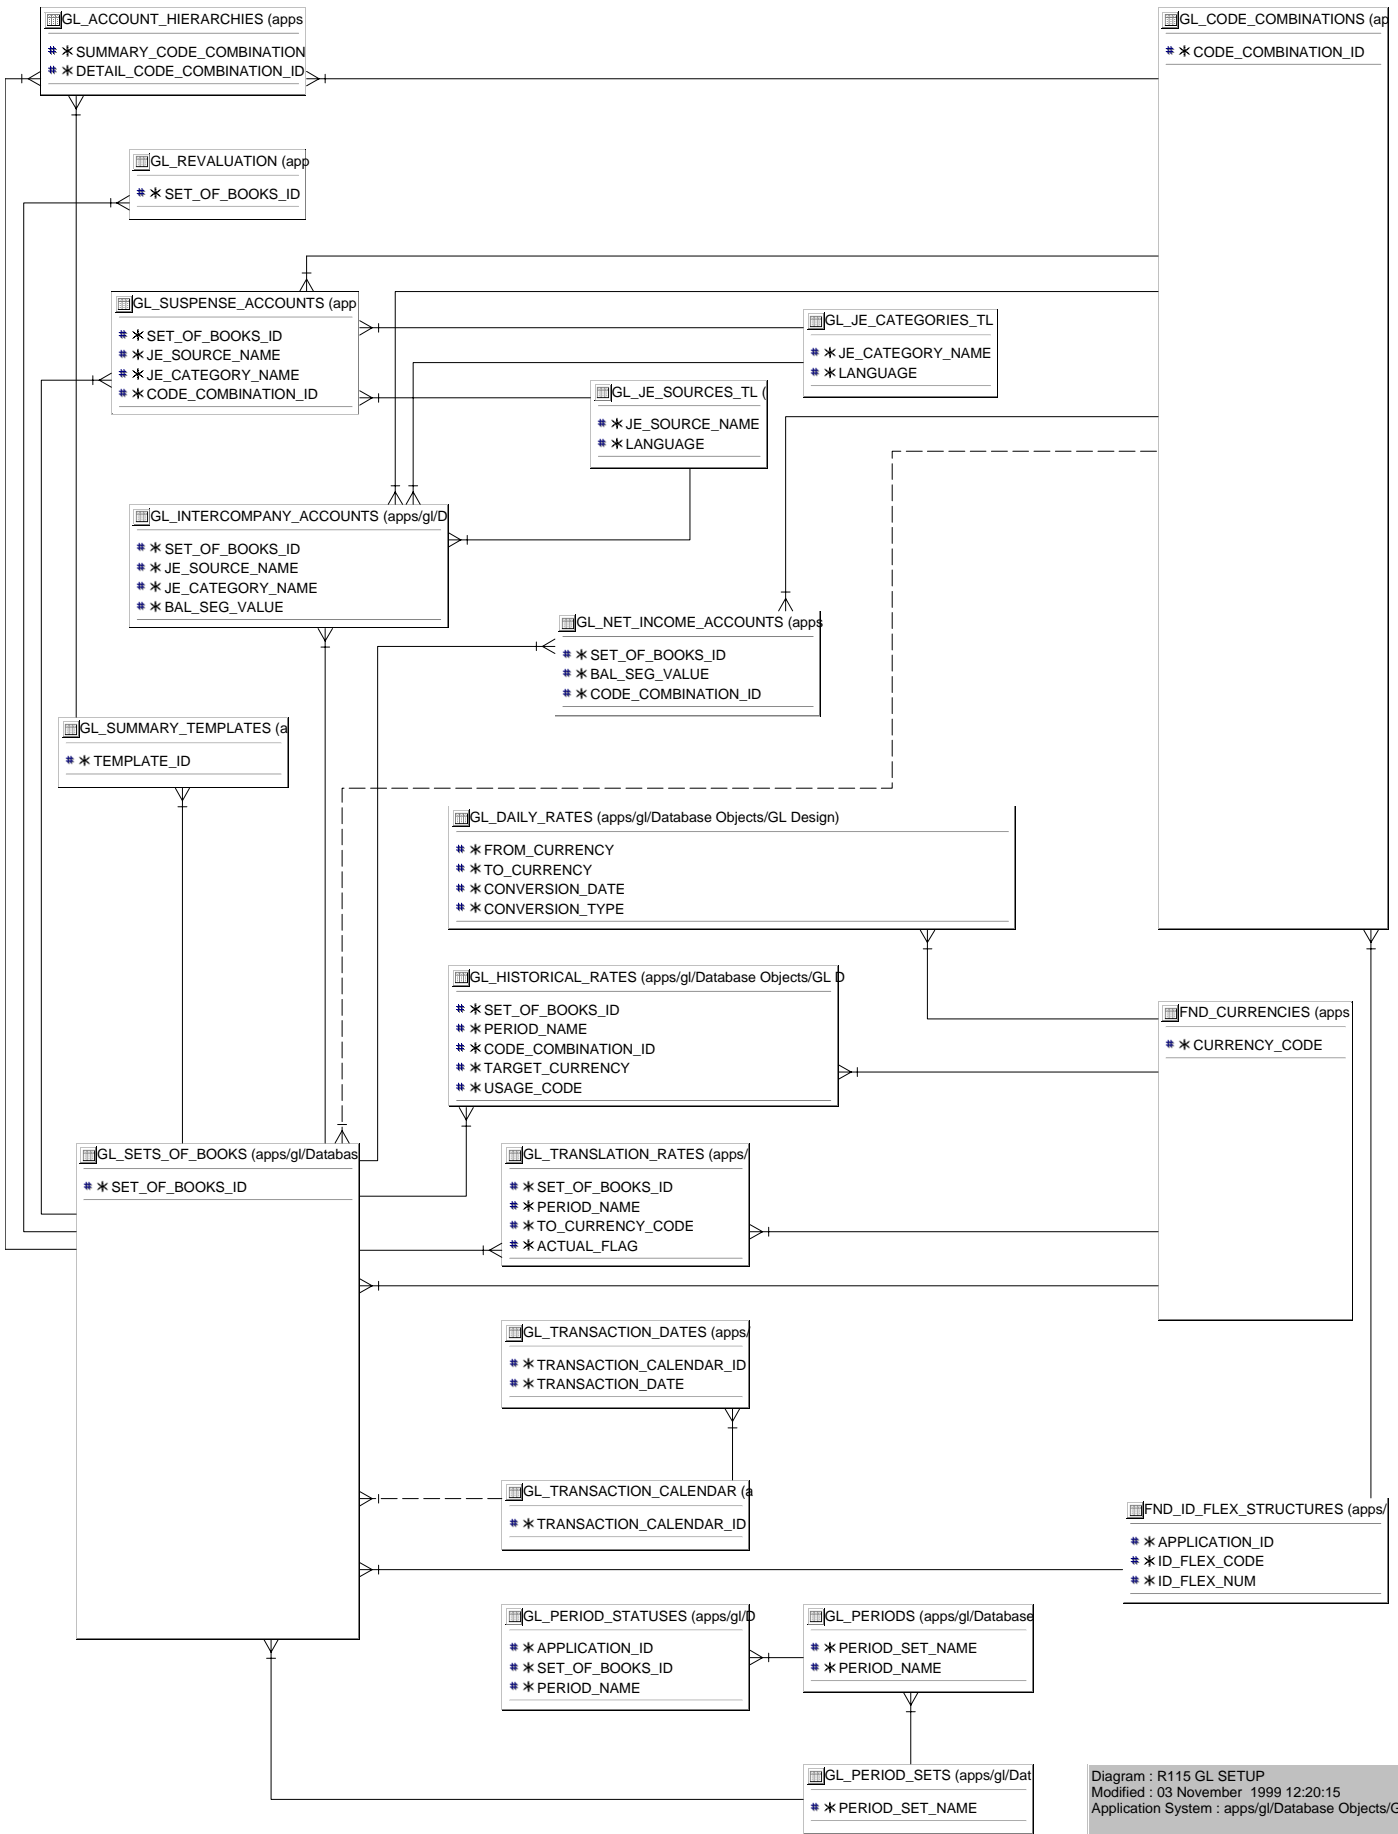 GL_ACCOUNT_HIERARCHIES (apps
# * SUMMARY_CODE_COMBINATION
# * DETAIL_CODE_COMBINATION_ID
GL_CODE_COMBINATIONS (ap
# * CODE_COMBINATION_ID
GL_REVALUATION (app
# * SET_OF_BOOKS_ID
GL_SUSPENSE_ACCOUNTS (app
# * SET_OF_BOOKS_ID
# * JE_SOURCE_NAME
# * JE_CATEGORY_NAME
# * CODE_COMBINATION_ID
GL_JE_CATEGORIES_TL
# * JE_CATEGORY_NAME
# * LANGUAGE
GL_JE_SOURCES_TL (
# * JE_SOURCE_NAME
# * LANGUAGE
GL_INTERCOMPANY_ACCOUNTS (apps/gl/D
# * SET_OF_BOOKS_ID
# * JE_SOURCE_NAME
# * JE_CATEGORY_NAME
# * BAL_SEG_VALUE
GL_NET_INCOME_ACCOUNTS (apps
# * SET_OF_BOOKS_ID
# * BAL_SEG_VALUE
# * CODE_COMBINATION_ID
GL_SUMMARY_TEMPLATES (a
# * TEMPLATE_ID
GL_DAILY_RATES (apps/gl/Database Objects/GL Design)
# * FROM_CURRENCY
# * TO_CURRENCY
# * CONVERSION_DATE
# * CONVERSION_TYPE
GL_HISTORICAL_RATES (apps/gl/Database Objects/GL D
# * SET_OF_BOOKS_ID
# * PERIOD_NAME
# * CODE_COMBINATION_ID
# * TARGET_CURRENCY
# * USAGE_CODE
FND_CURRENCIES (apps
# * CURRENCY_CODE
GL_SETS_OF_BOOKS (apps/gl/Databas
# * SET_OF_BOOKS_ID
GL_TRANSLATION_RATES (apps/
# * SET_OF_BOOKS_ID
# * PERIOD_NAME
# * TO_CURRENCY_CODE
# * ACTUAL_FLAG
GL_TRANSACTION_DATES (apps/
# * TRANSACTION_CALENDAR_ID
# * TRANSACTION_DATE
GL_TRANSACTION_CALENDAR (a
# * TRANSACTION_CALENDAR_ID
FND_ID_FLEX_STRUCTURES (apps/
# * APPLICATION_ID
# * ID_FLEX_CODE
# * ID_FLEX_NUM
GL_PERIOD_STATUSES (apps/gl/D
# * APPLICATION_ID
# * SET_OF_BOOKS_ID
# * PERIOD_NAME
GL_PERIODS (apps/gl/Database
# * PERIOD_SET_NAME
# * PERIOD_NAME
GL_PERIOD_SETS (apps/gl/Dat
# * PERIOD_SET_NAME
Diagram : R115 GL SETUP
Modified : 03 November 1999 12:20:15
Application System : apps/gl/Database Objects/G